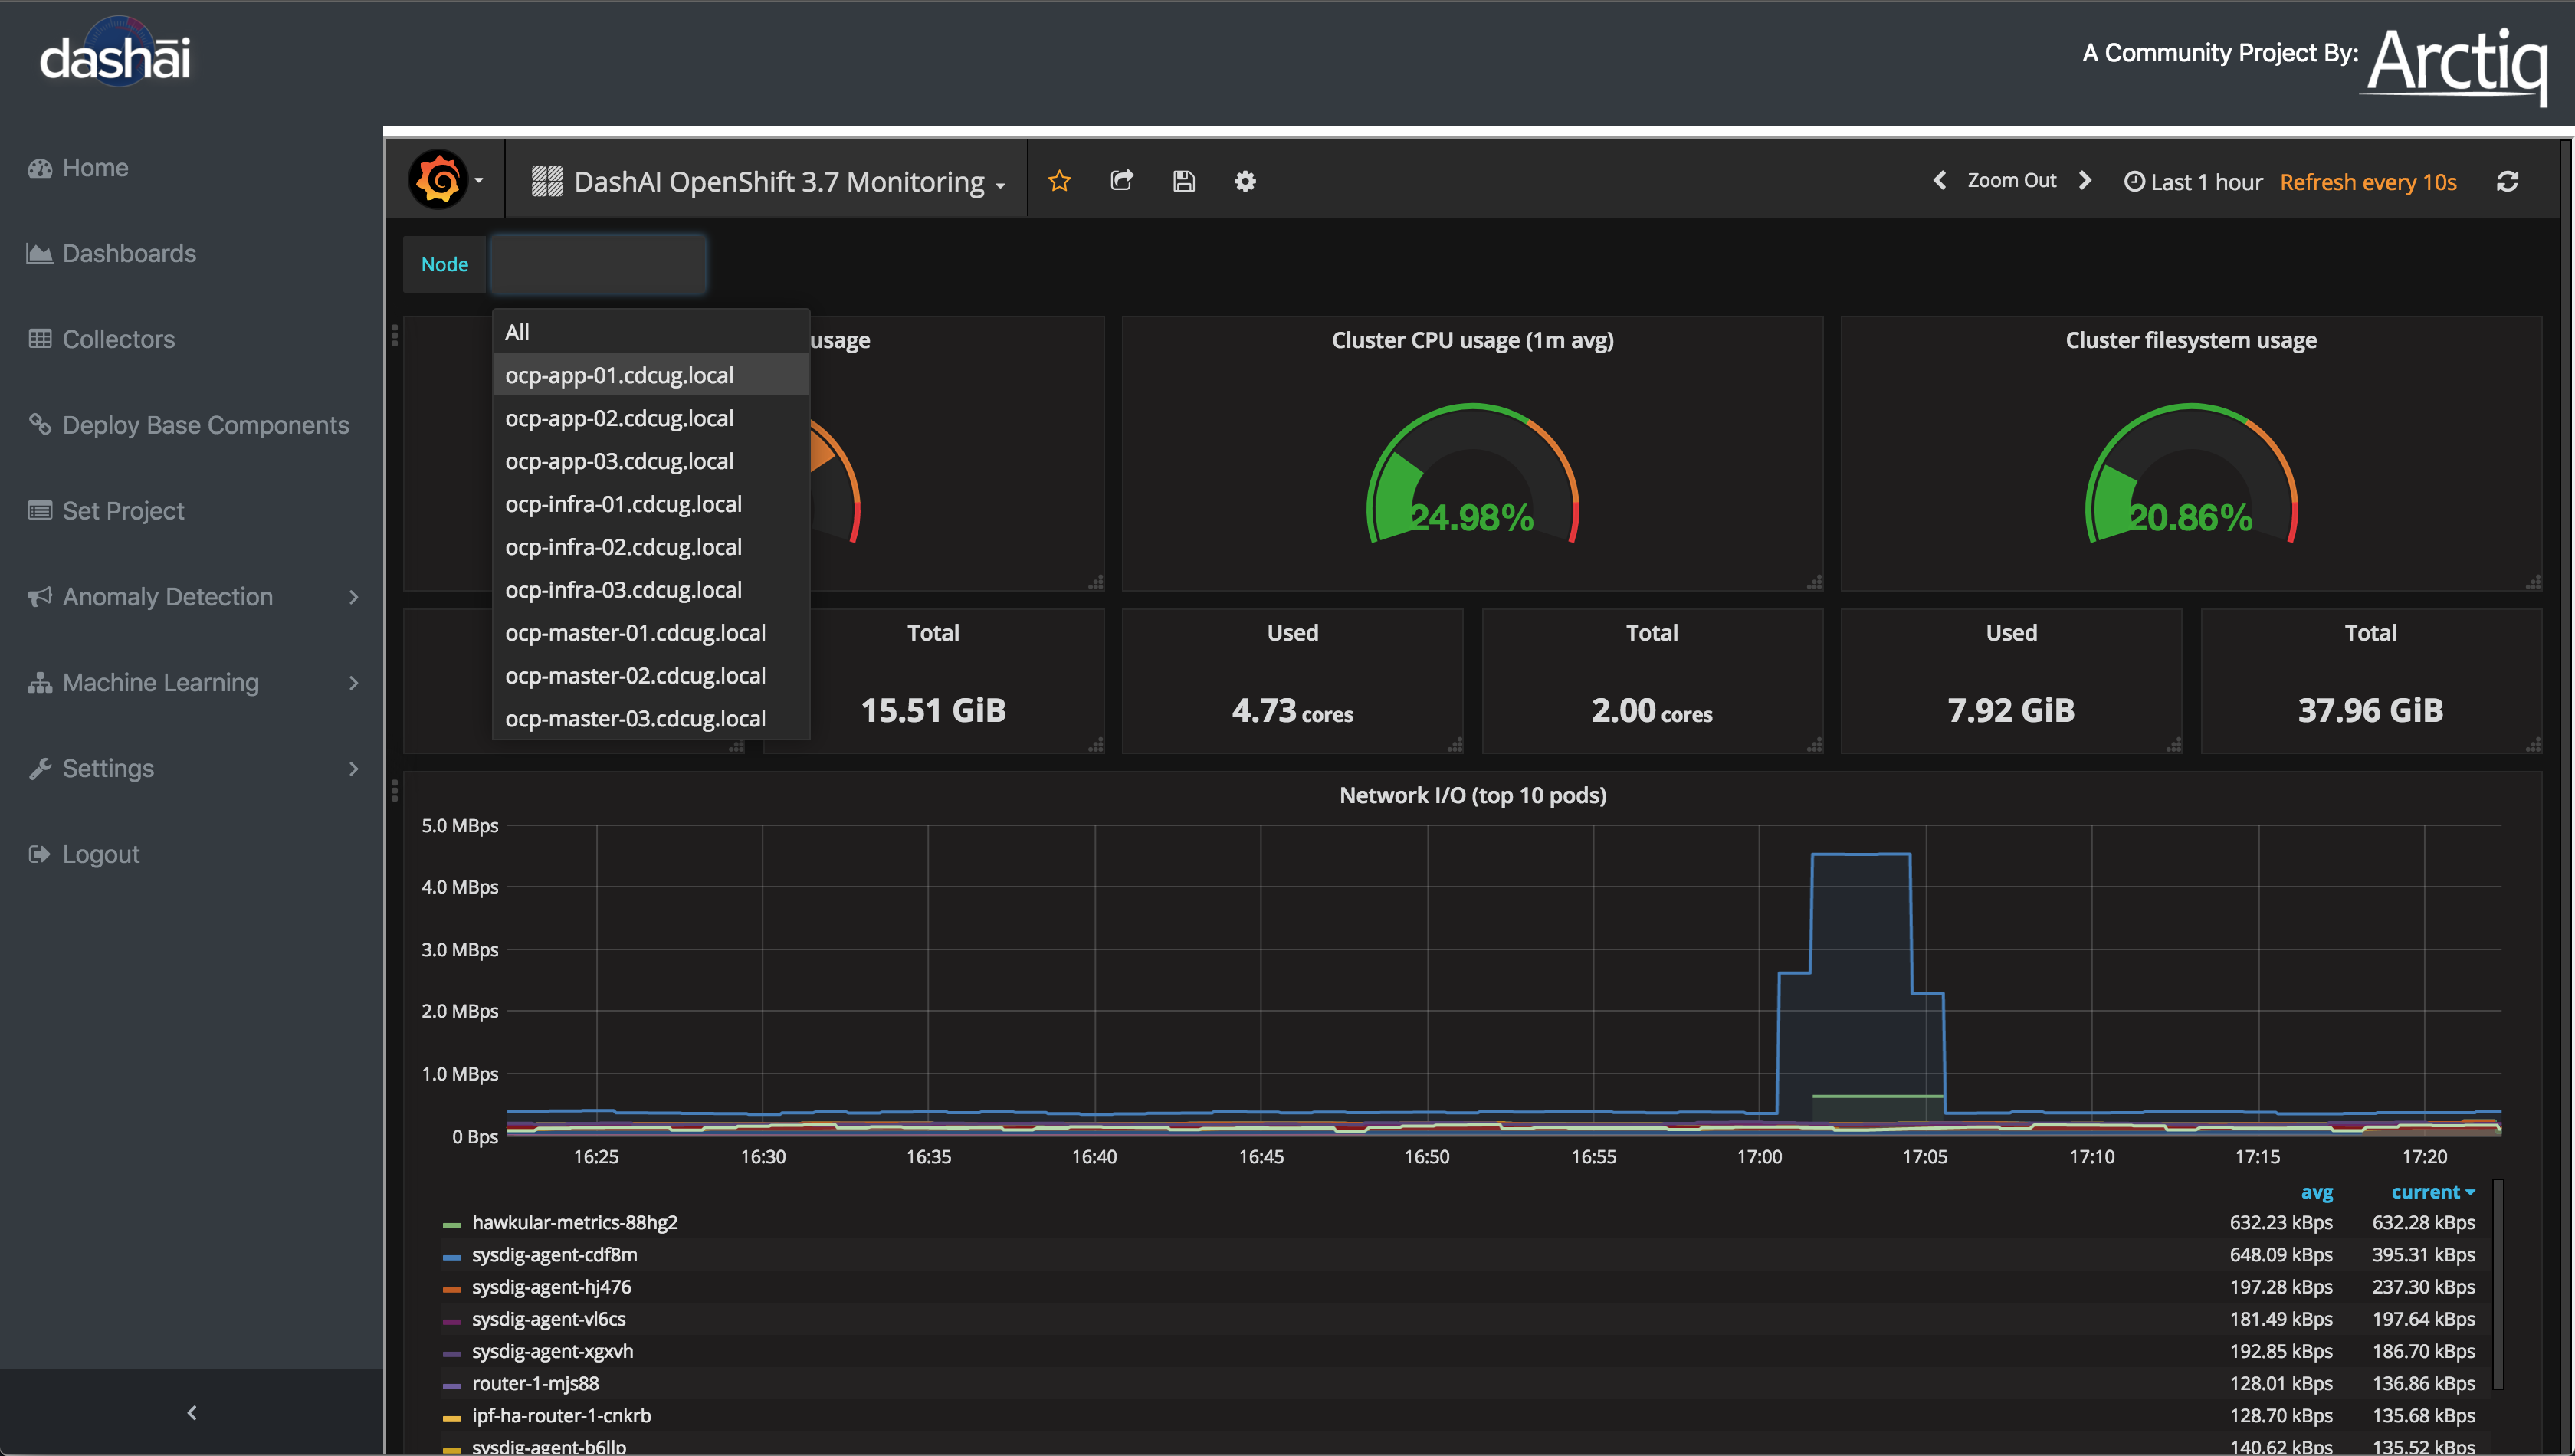 dashāi
A Community Project By: Arctiq
Home
Dashboards
Collectors
Deploy Base Components
Set Project
Anomaly Detection
Machine Learning
Settings
Logout
DashAI OpenShift 3.7 Monitoring
Zoom Out
Last 1 hour
Refresh every 10s
Node
All
ocp-app-01.cdcug.local
ocp-app-02.cdcug.local
ocp-app-03.cdcug.local
ocp-infra-01.cdcug.local
ocp-infra-02.cdcug.local
ocp-infra-03.cdcug.local
ocp-master-01.cdcug.local
ocp-master-02.cdcug.local
ocp-master-03.cdcug.local
usage
Cluster CPU usage (1m avg)
24.98%
Cluster filesystem usage
20.86%
Total
15.51 GiB
Used
4.73 cores
Total
2.00 cores
Used
7.92 GiB
Total
37.96 GiB
Network I/O (top 10 pods)
5.0 MBps
4.0 MBps
3.0 MBps
2.0 MBps
1.0 MBps
0 Bps
16:25 16:30 16:35 16:40 16:45 16:50 16:55 17:00 17:05 17:10 17:15 17:20
avg current
hawkular-metrics-88hg2 632.23 kBps 632.28 kBps
sysdig-agent-cdf8m 648.09 kBps 395.31 kBps
sysdig-agent-hj476 197.28 kBps 237.30 kBps
sysdig-agent-vl6cs 181.49 kBps 197.64 kBps
sysdig-agent-xgxvh 192.85 kBps 186.70 kBps
router-1-mjs88 128.01 kBps 136.86 kBps
ipf-ha-router-1-cnkrb 128.70 kBps 135.68 kBps
sysdig-agent-b6llp 140.62 kBps 135.52 kBps